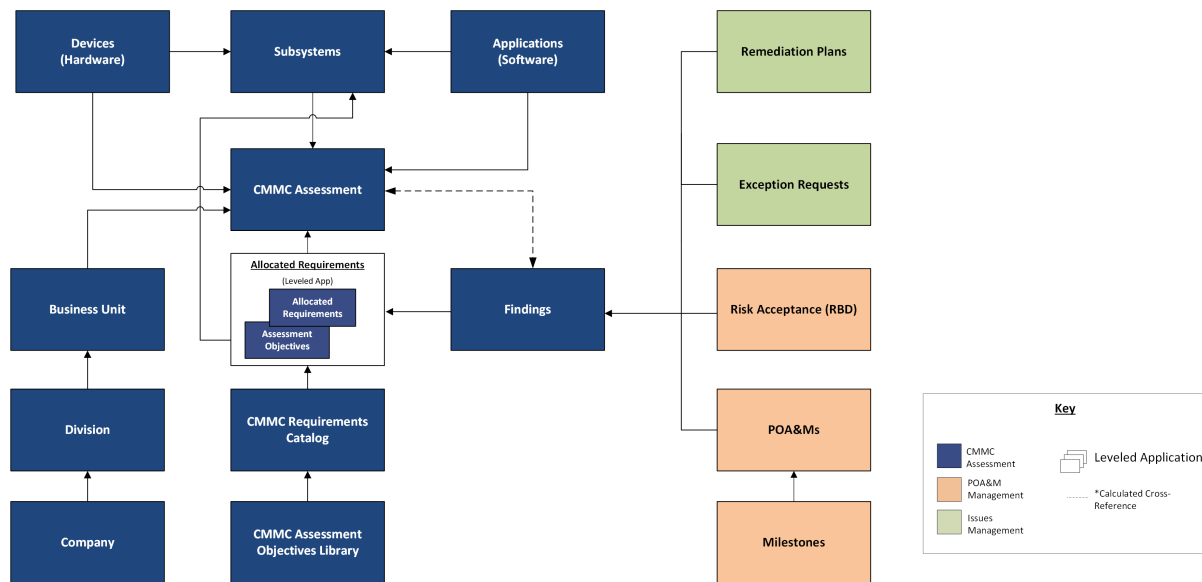 Devices
(Hardware)
Subsystems
Applications
(Software)
Remediation Plans
CMMC Assessment
Exception Requests
Allocated Requirements
(Leveled App)
Allocated
Requirements
Assessment
Objectives
Business Unit
Findings
Risk Acceptance (RBD)
Division
CMMC Requirements
Catalog
POA&Ms
Company
CMMC Assessment
Objectives Library
Milestones
Key
CMMC
Assessment
Leveled Application
POA&M
Management
*Calculated Cross-
Reference
Issues
Management